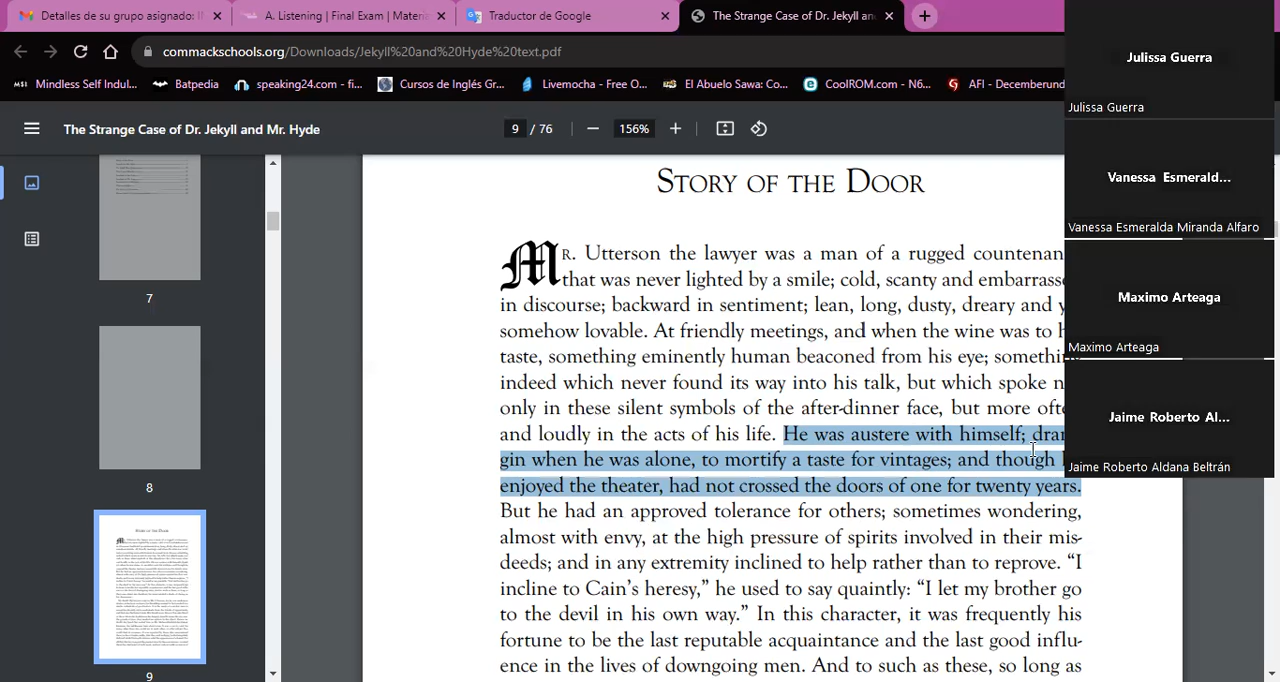 Detalles de su grupo asignado: I
A. Listening | Final Exam | Materi
Traductor de Google
The Strange Case of Dr. Jekyll and
commackschools.org/Downloads/Jekyll%20and%20Hyde%20text.pdf
Mindless Self Indul...
Batpedia
speaking24.com - fi...
Cursos de Inglés Gr...
Livemocha - Free O...
El Abuelo Sawa: Co...
CoolROM.com - N6...
AFI - Decemberund
The Strange Case of Dr. Jekyll and Mr. Hyde
9 / 76
156%
7
8
9
STORY OF THE DOOR
MR. Utterson the lawyer was a man of a rugged countenan
that was never lighted by a smile; cold, scanty and embarrasse
in discourse; backward in sentiment; lean, long, dusty, dreary and y
somehow lovable. At friendly meetings, and when the wine was to h
taste, something eminently human beaconed from his eye; somethin
indeed which never found its way into his talk, but which spoke n
only in these silent symbols of the after-dinner face, but more ofte
and loudly in the acts of his life. He was austere with himself; dran
gin when he was alone, to mortify a taste for vintages; and though h
enjoyed the theater, had not crossed the doors of one for twenty years.
But he had an approved tolerance for others; sometimes wondering,
almost with envy, at the high pressure of spirits involved in their mis-
deeds; and in any extremity inclined to help rather than to reprove. “I
incline to Cain’s heresy,” he used to say quaintly: “I let my brother go
to the devil in his own way.” In this character, it was frequently his
fortune to be the last reputable acquaintance and the last good influ-
ence in the lives of downgoing men. And to such as these, so long as
Julissa Guerra
Julissa Guerra
Vanessa Esmerald...
Vanessa Esmeralda Miranda Alfaro
Maximo Arteaga
Maximo Arteaga
Jaime Roberto Al...
Jaime Roberto Aldana Beltrán